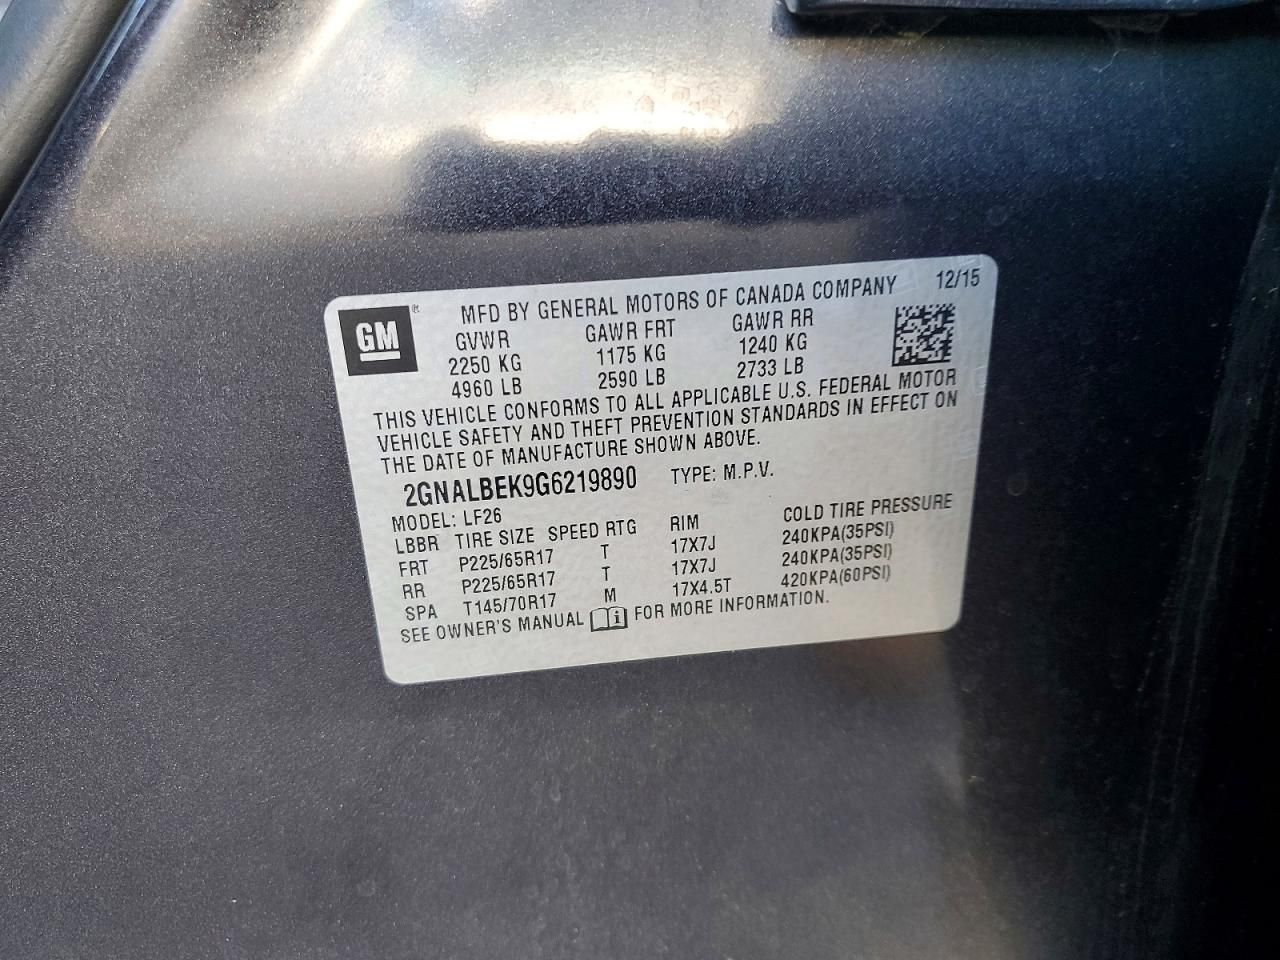 GM ®
MFD BY GENERAL MOTORS OF CANADA COMPANY 12/15
GVWR GAWR FRT GAWR RR
2250 KG 1175 KG 1240 KG
4960 LB 2590 LB 2733 LB
THIS VEHICLE CONFORMS TO ALL APPLICABLE U.S. FEDERAL MOTOR
VEHICLE SAFETY AND THEFT PREVENTION STANDARDS IN EFFECT ON
THE DATE OF MANUFACTURE SHOWN ABOVE.
2GNALBEK9G6219890 TYPE: M.P.V.
MODEL: LF26
LBBR TIRE SIZE SPEED RTG RIM COLD TIRE PRESSURE
FRT P225/65R17 T 17X7J 240KPA(35PSI)
RR P225/65R17 T 17X7J 240KPA(35PSI)
SPA T145/70R17 M 17X4.5T 420KPA(60PSI)
SEE OWNER'S MANUAL i FOR MORE INFORMATION.